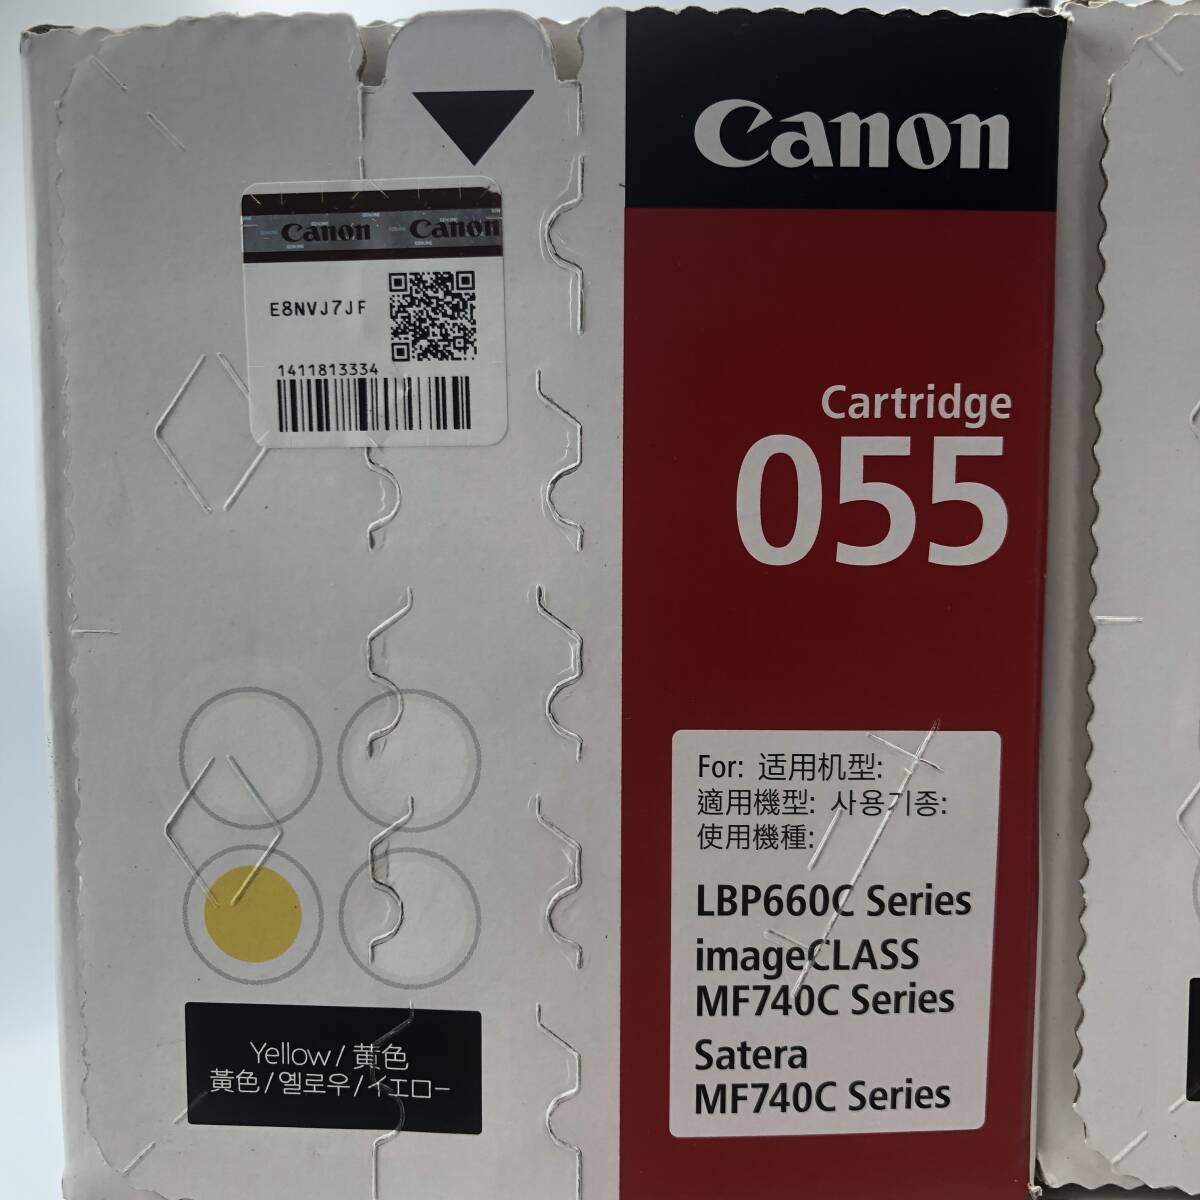 Canon
Canon Canon
E8NVJ7JF
1411813334
Cartridge
055
For: 适用机型:
適用機型: 사용기종:
使用機種:
LBP660C Series
imageCLASS
MF740C Series
Satera
MF740C Series
Yellow/黄色
黃色/옐로우/イエロー